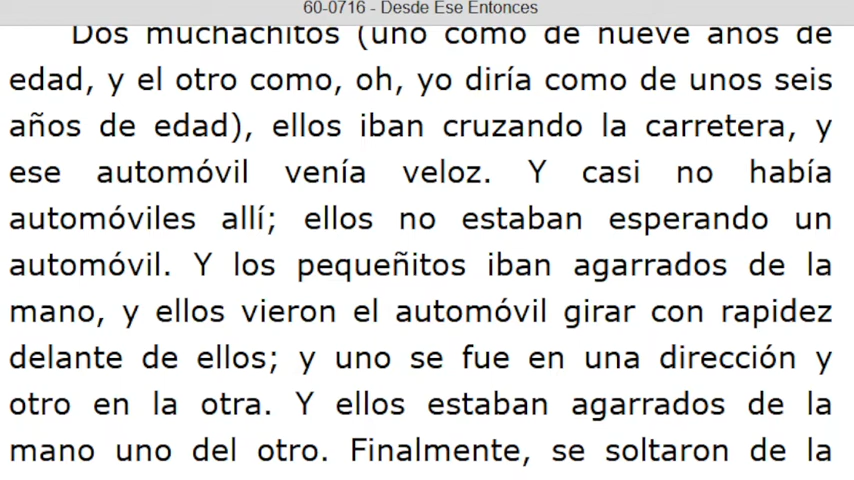 60-0716 - Desde Ese Entonces
Dos muchachitos (uno como de nueve años de
edad, y el otro como, oh, yo diría como de unos seis
años de edad), ellos iban cruzando la carretera, y
ese automóvil venía veloz. Y casi no había
automóviles allí; ellos no estaban esperando un
automóvil. Y los pequeñitos iban agarrados de la
mano, y ellos vieron el automóvil girar con rapidez
delante de ellos; y uno se fue en una dirección y
otro en la otra. Y ellos estaban agarrados de la
mano uno del otro. Finalmente, se soltaron de la